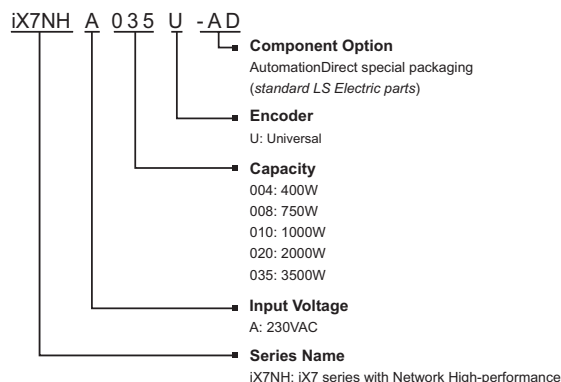 iX7NH A 035 U -AD
Component Option
AutomationDirect special packaging
(standard LS Electric parts)
Encoder
U: Universal
Capacity
004: 400W
008: 750W
010: 1000W
020: 2000W
035: 3500W
Input Voltage
A: 230VAC
Series Name
iX7NH: iX7 series with Network High-performance